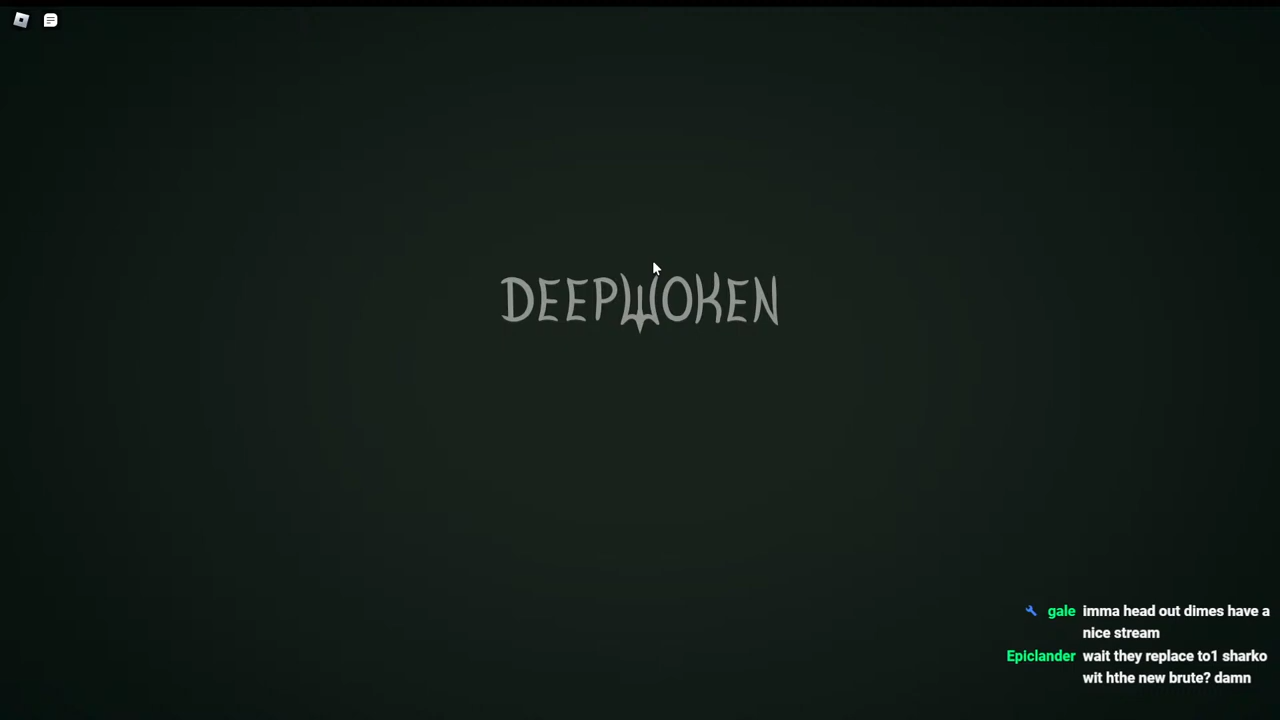 DEEPWOKEN
gale imma head out dimes have a
nice stream
Epiclander wait they replace to1 sharko
wit hthe new brute? damn